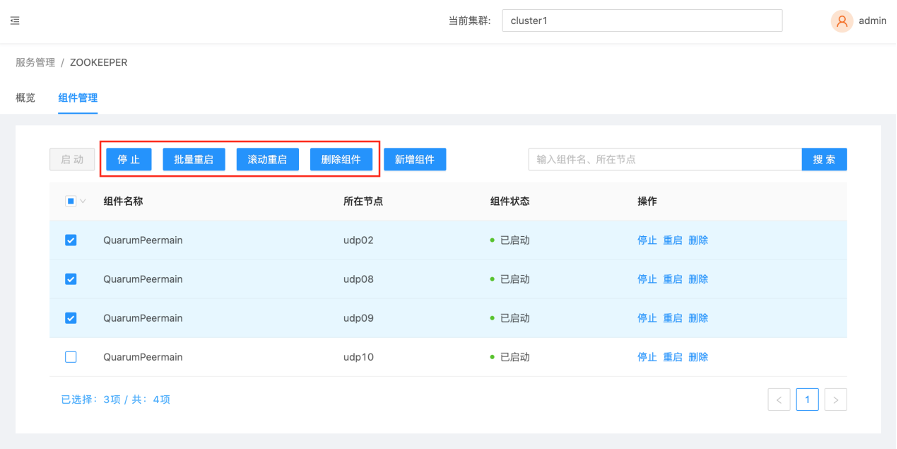 当前集群: cluster1 admin
服务管理 / ZOOKEEPER
概览 组件管理
启 动 停 止 批量重启 滚动重启 删除组件 新增组件 输入组件名、所在节点 搜 索
组件名称 所在节点 组件状态 操作
QuarumPeermain udp02 已启动 停止 重启 删除
QuarumPeermain udp08 已启动 停止 重启 删除
QuarumPeermain udp09 已启动 停止 重启 删除
QuarumPeermain udp10 已启动 停止 重启 删除
已选择：3项 / 共：4项 < 1 >